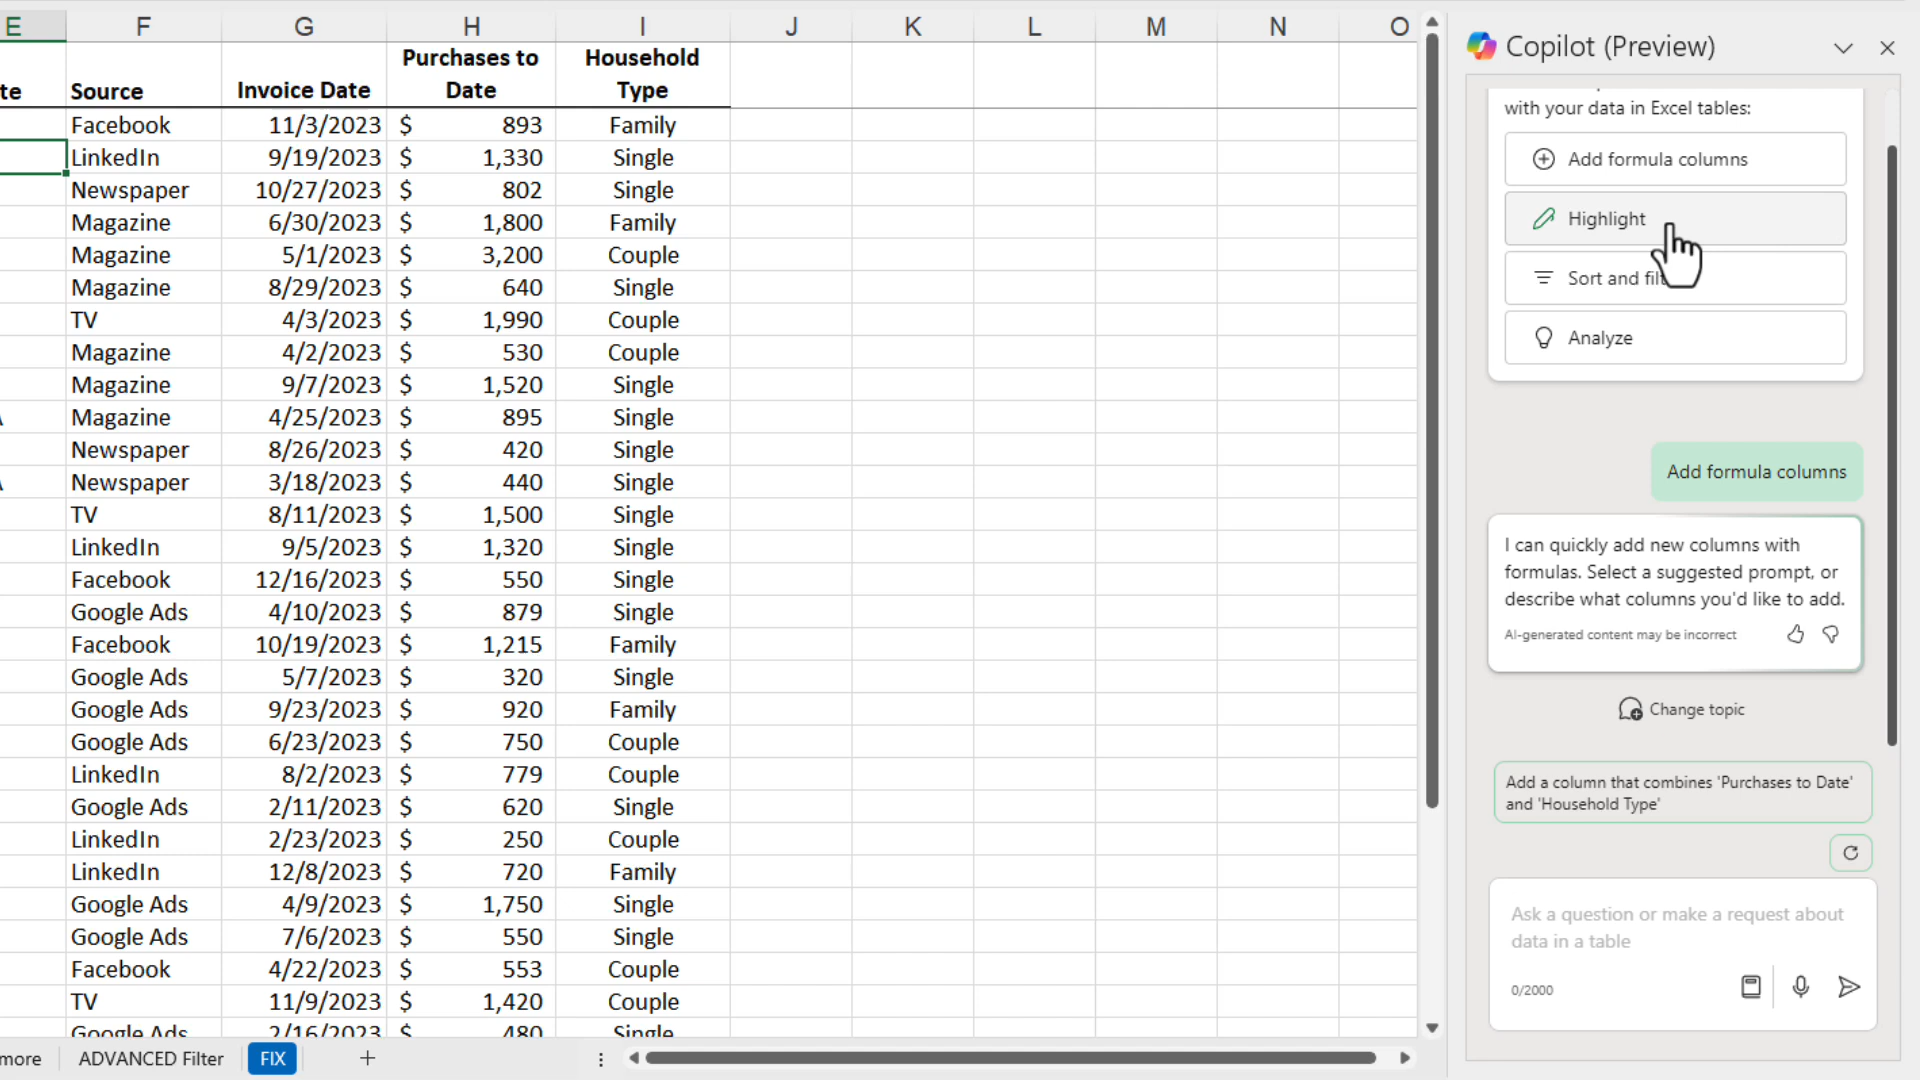 E F G H I J K L M N O
te Source Invoice Date Purchases to Date Household Type
Facebook 11/3/2023 $ 893 Family
LinkedIn 9/19/2023 $ 1,330 Single
Newspaper 10/27/2023 $ 802 Single
Magazine 6/30/2023 $ 1,800 Family
Magazine 5/1/2023 $ 3,200 Couple
Magazine 8/29/2023 $ 640 Single
TV 4/3/2023 $ 1,990 Couple
Magazine 4/2/2023 $ 530 Couple
Magazine 9/7/2023 $ 1,520 Single
Magazine 4/25/2023 $ 895 Single
Newspaper 8/26/2023 $ 420 Single
Newspaper 3/18/2023 $ 440 Single
TV 8/11/2023 $ 1,500 Single
LinkedIn 9/5/2023 $ 1,320 Single
Facebook 12/16/2023 $ 550 Single
Google Ads 4/10/2023 $ 879 Single
Facebook 10/19/2023 $ 1,215 Family
Google Ads 5/7/2023 $ 320 Single
Google Ads 9/23/2023 $ 920 Family
Google Ads 6/23/2023 $ 750 Couple
LinkedIn 8/2/2023 $ 779 Couple
Google Ads 2/11/2023 $ 620 Single
LinkedIn 2/23/2023 $ 250 Couple
LinkedIn 12/8/2023 $ 720 Family
Google Ads 4/9/2023 $ 1,750 Single
Google Ads 7/6/2023 $ 550 Single
Facebook 4/22/2023 $ 553 Couple
TV 11/9/2023 $ 1,420 Couple
Google Ads 2/16/2023 $ 480 Single
more ADVANCED Filter FIX
Copilot (Preview)
with your data in Excel tables:
Add formula columns
Highlight
Sort and filt
Analyze
Add formula columns
I can quickly add new columns with
formulas. Select a suggested prompt, or
describe what columns you'd like to add.
AI-generated content may be incorrect
Change topic
Add a column that combines 'Purchases to Date'
and 'Household Type'
Ask a question or make a request about
data in a table
0/2000